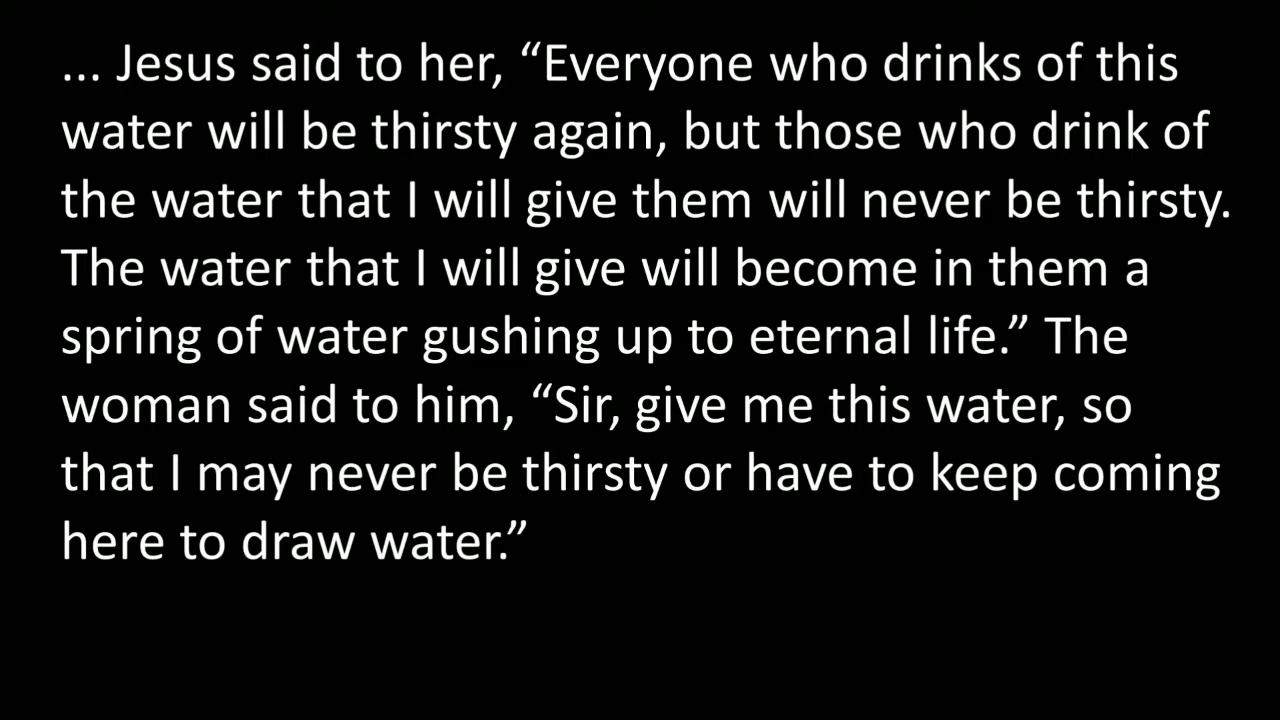 ... Jesus said to her, “Everyone who drinks of this
water will be thirsty again, but those who drink of
the water that I will give them will never be thirsty.
The water that I will give will become in them a
spring of water gushing up to eternal life.” The
woman said to him, “Sir, give me this water, so
that I may never be thirsty or have to keep coming
here to draw water.”